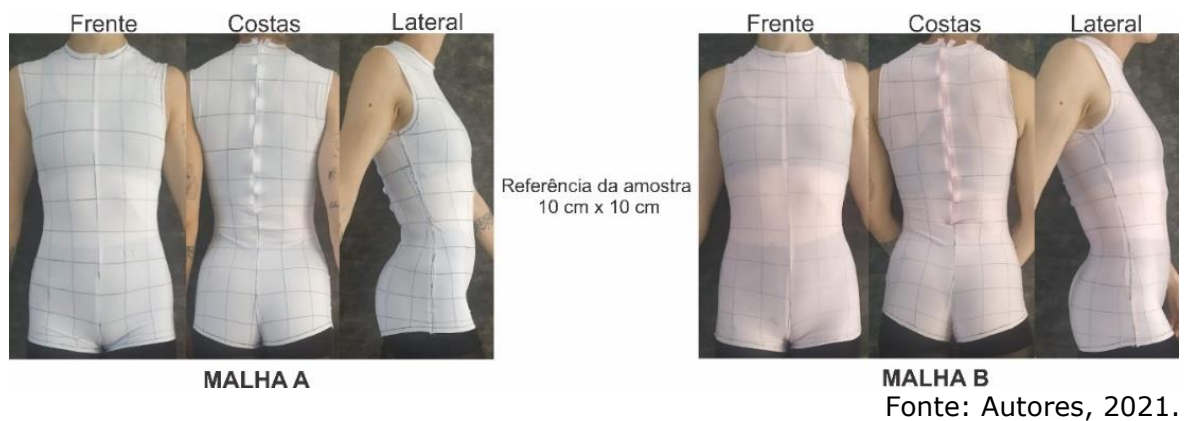 Frente
Costas
Lateral
Frente
Costas
Lateral
Referência da amostra
10 cm x 10 cm
MALHA A
MALHA B
Fonte: Autores, 2021.